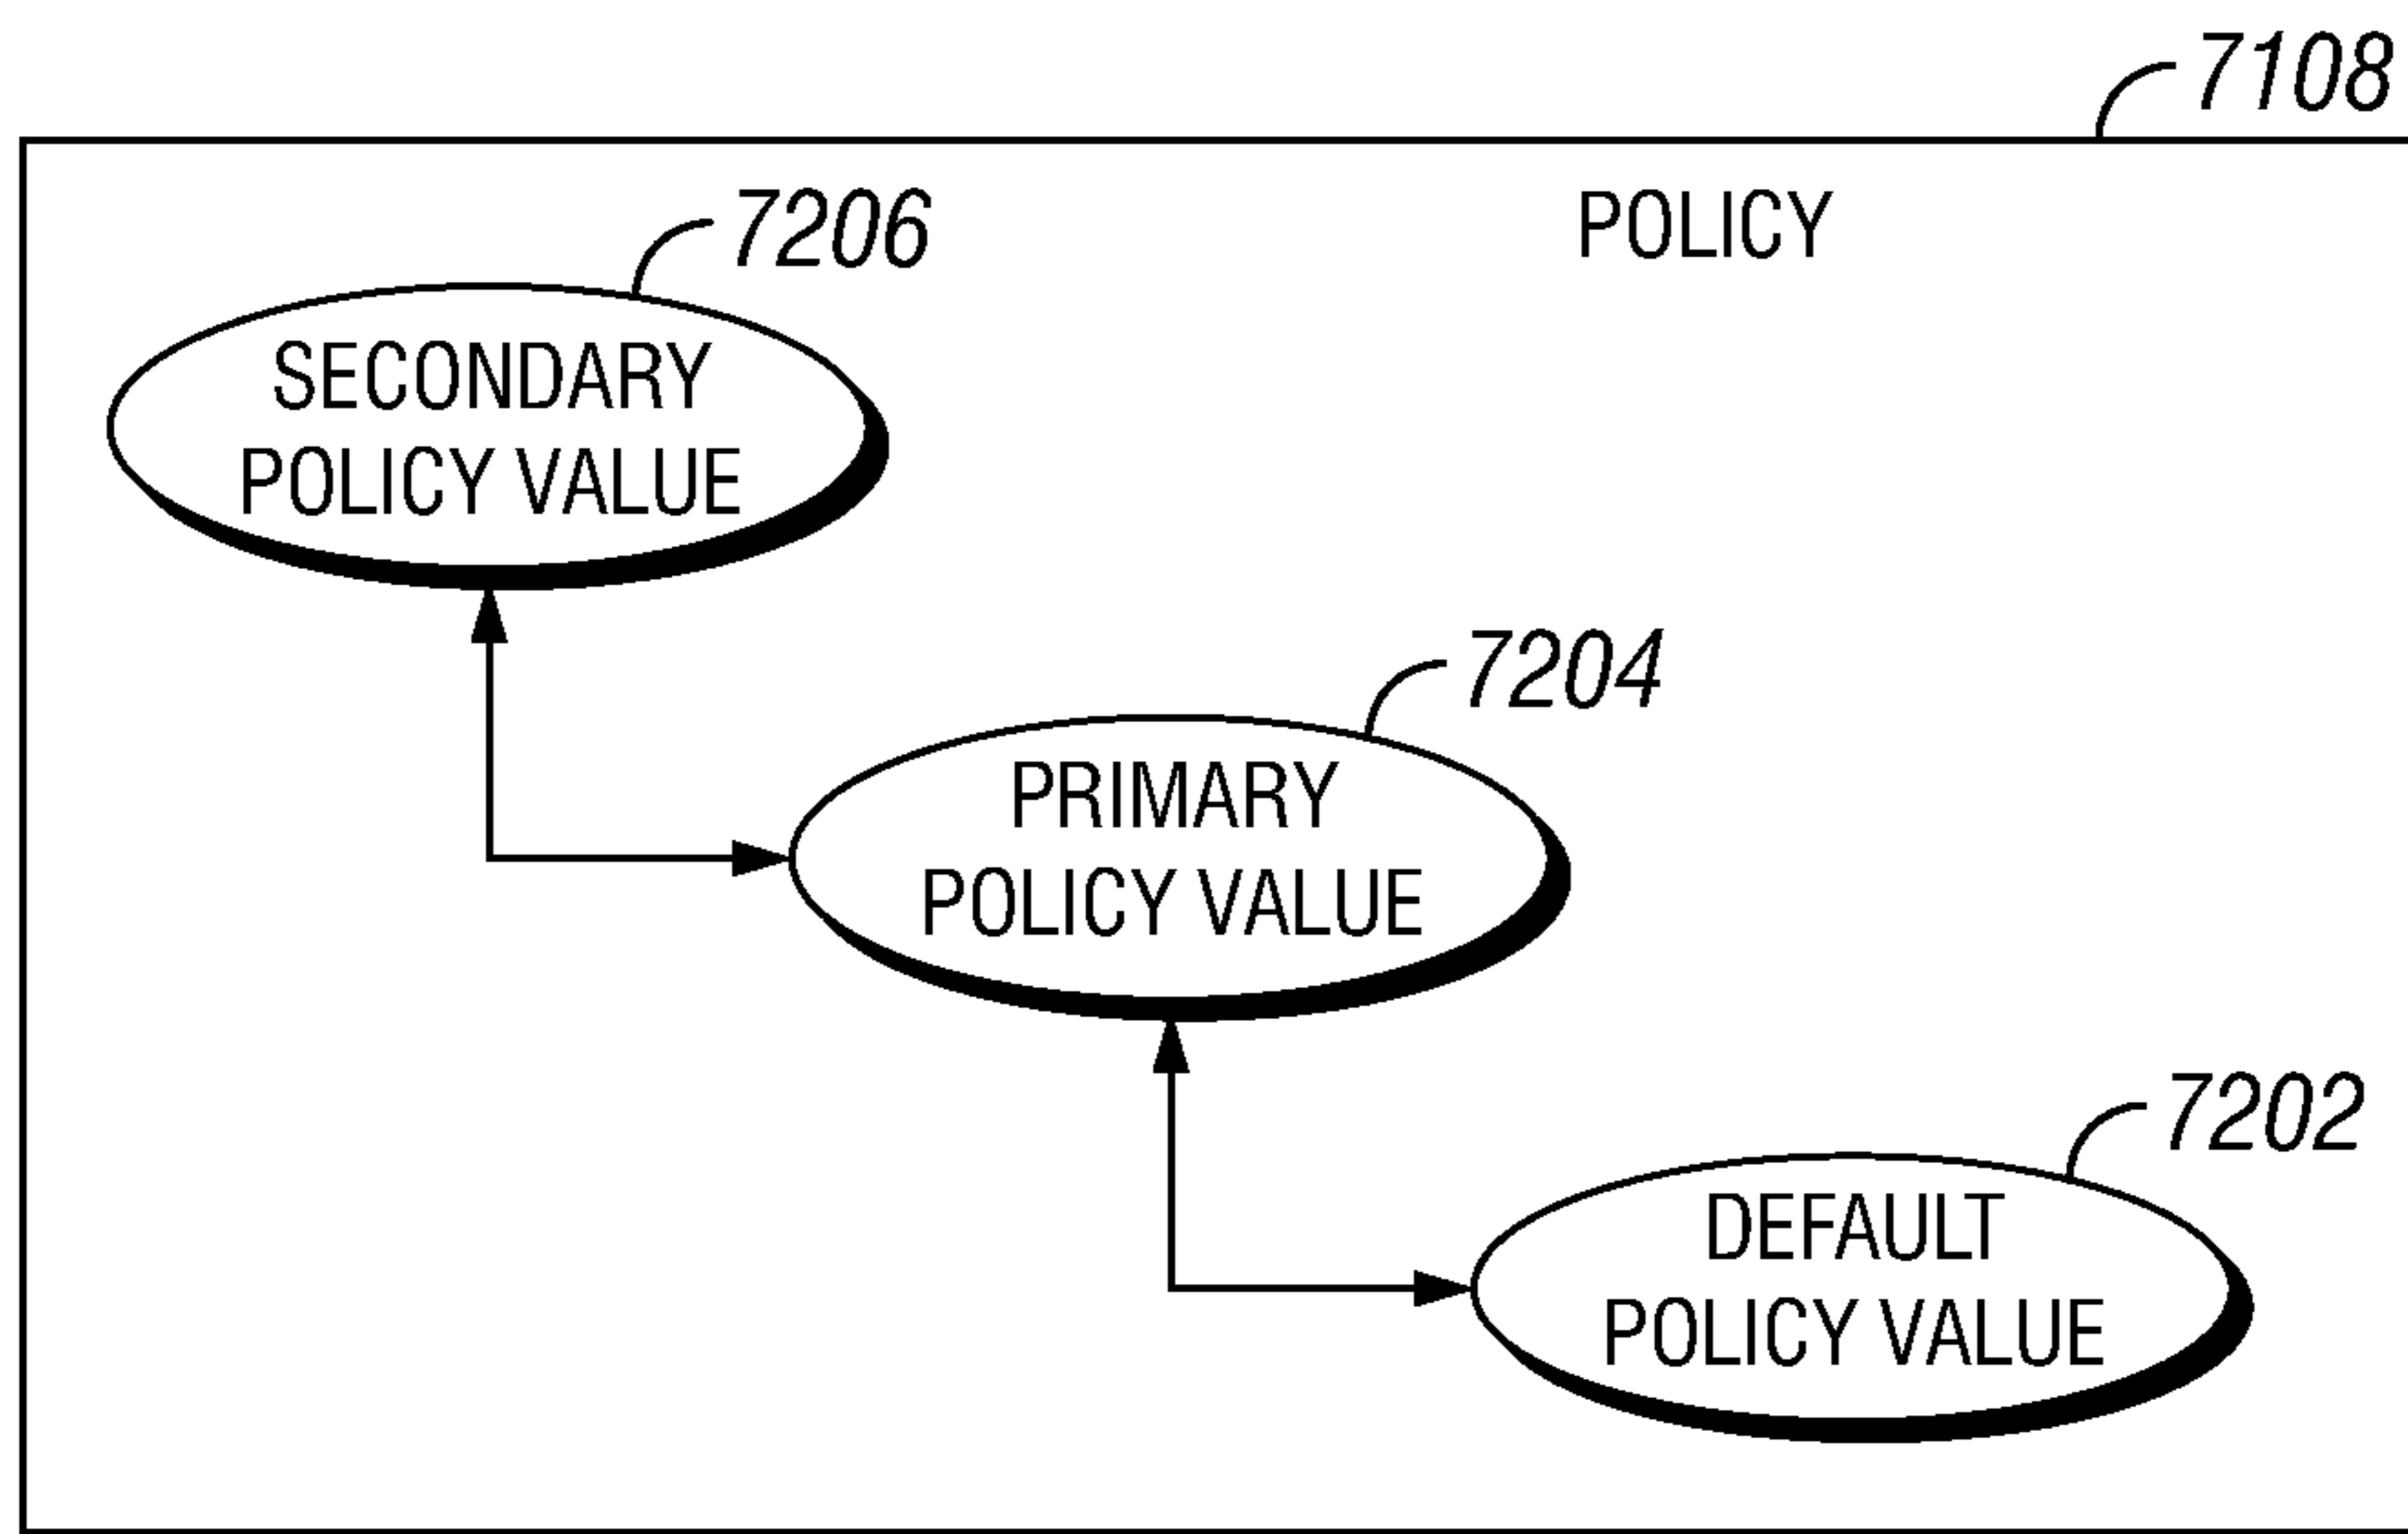 7108
POLICY
7206
SECONDARY
POLICY VALUE
7204
PRIMARY
POLICY VALUE
7202
DEFAULT
POLICY VALUE